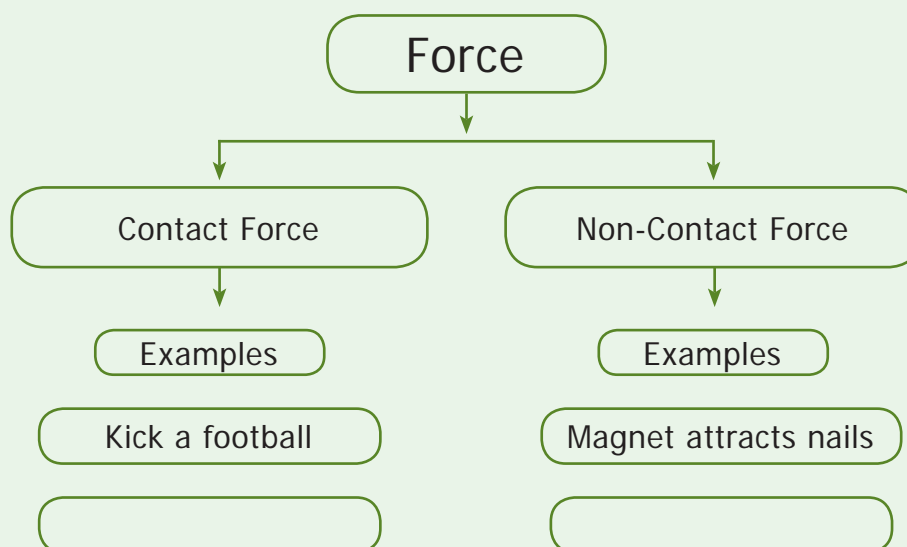 Force
Contact Force
Non-Contact Force
Examples
Examples
Kick a football
Magnet attracts nails